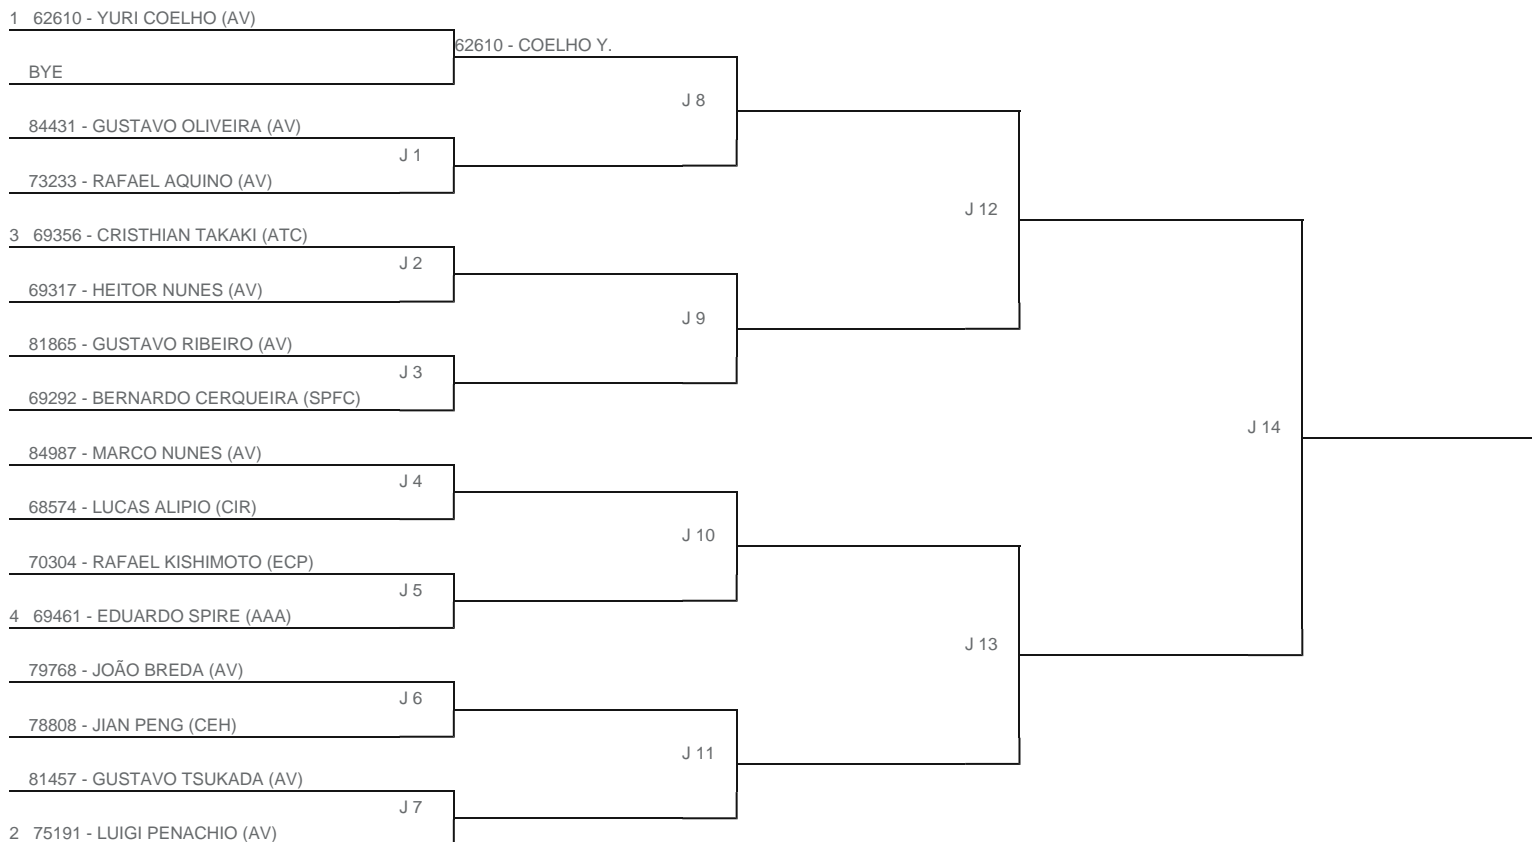 1 62610 - YURI COELHO (AV)
62610 - COELHO Y.
BYE
J 8
84431 - GUSTAVO OLIVEIRA (AV)
J 1
73233 - RAFAEL AQUINO (AV)
J 12
3 69356 - CRISTHIAN TAKAKI (ATC)
J 2
69317 - HEITOR NUNES (AV)
J 9
81865 - GUSTAVO RIBEIRO (AV)
J 3
69292 - BERNARDO CERQUEIRA (SPFC)
J 14
84987 - MARCO NUNES (AV)
J 4
68574 - LUCAS ALIPIO (CIR)
J 10
70304 - RAFAEL KISHIMOTO (ECP)
J 5
4 69461 - EDUARDO SPIRE (AAA)
J 13
79768 - JOÃO BREDA (AV)
J 6
78808 - JIAN PENG (CEH)
J 11
81457 - GUSTAVO TSUKADA (AV)
J 7
2 75191 - LUIGI PENACHIO (AV)